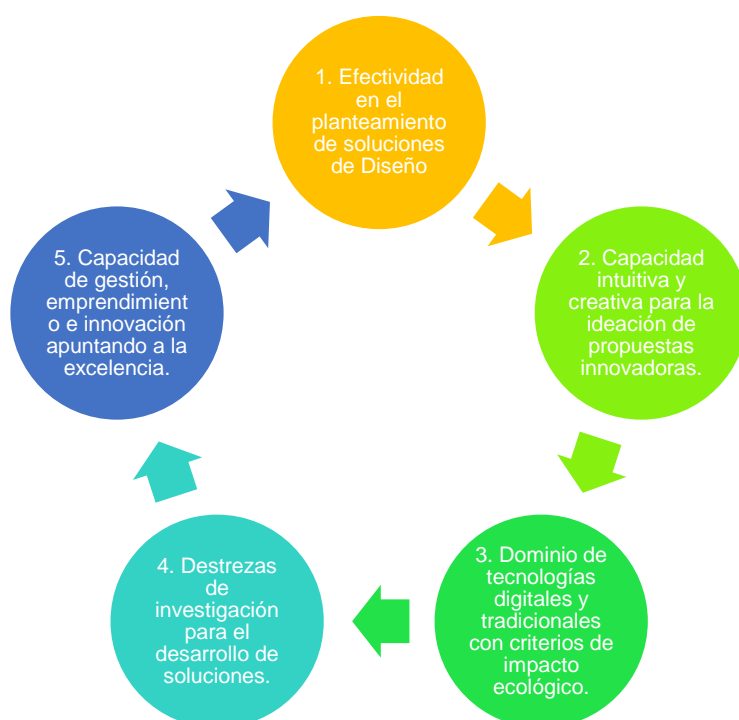 1. Efectividad
en el
planteamiento
de soluciones
de Diseño
2. Capacidad
intuitiva y
creativa para la
ideación de
propuestas
innovadoras.
3. Dominio de
tecnologías
digitales y
tradicionales
con criterios de
impacto
ecológico.
4. Destrezas
de
investigación
para el
desarrollo de
soluciones.
5. Capacidad
de gestión,
emprendimient
o e innovación
apuntando a la
excelencia.